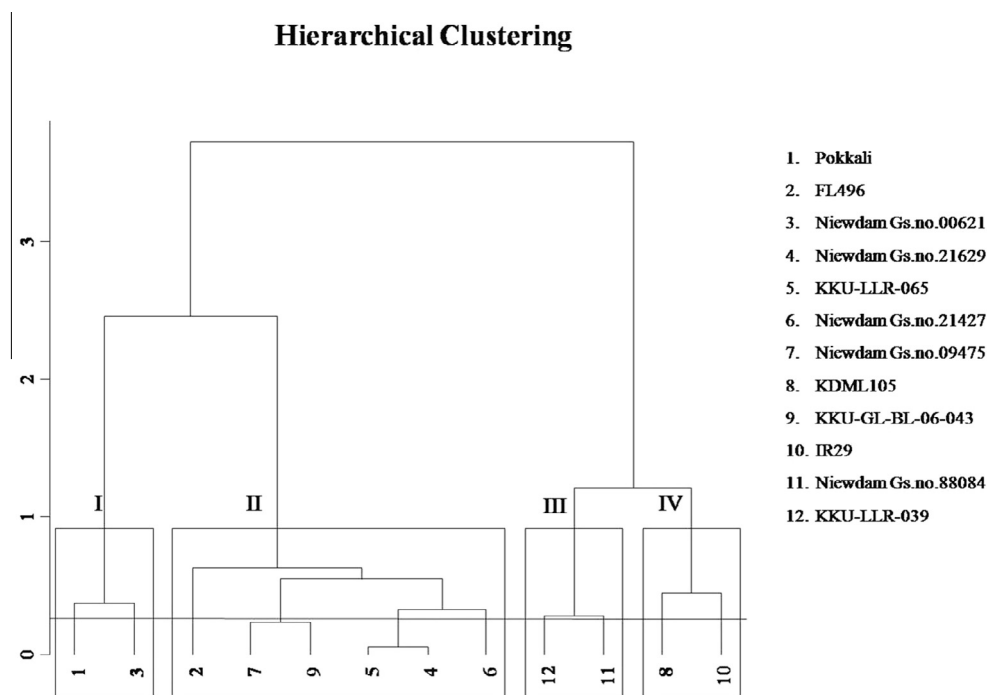 Hierarchical Clustering
3
2
1
0
I
II
III
IV
1 3 2 7 9 5 4 6 12 11 8 10
1. Pokkali
2. FL496
3. Niewdam Gs.no.00621
4. Niewdam Gs.no.21629
5. KKU-LLR-065
6. Niewdam Gs.no.21427
7. Niewdam Gs.no.09475
8. KDML105
9. KKU-GL-BL-06-043
10. IR29
11. Niewdam Gs.no.88084
12. KKU-LLR-039